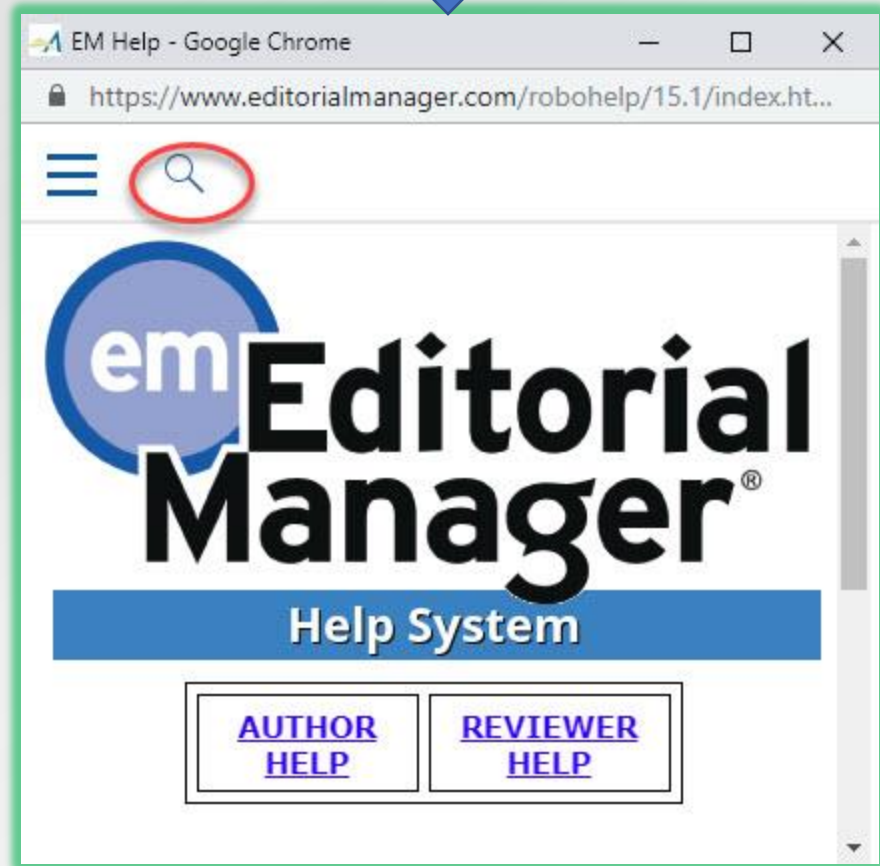 EM Help - Google Chrome
https://www.editorialmanager.com/robohelp/15.1/index.ht...
em Editorial
Manager®
Help System
AUTHOR HELP
REVIEWER HELP